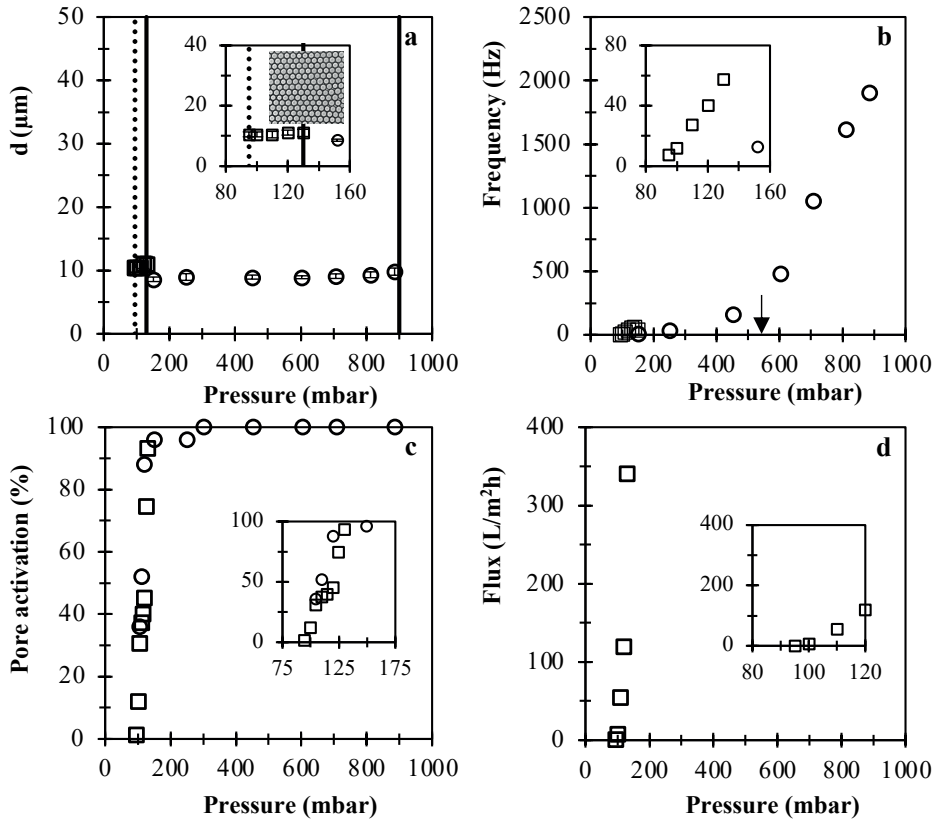 50
40
30
20
10
0
d (µm)
a
40
20
0
80
120
160
0 200 400 600 800 1000
Pressure (mbar)
2500
2000
1500
1000
500
0
Frequency (Hz)
b
80
40
0
80
120
160
0 200 400 600 800 1000
Pressure (mbar)
100
80
60
40
20
0
Pore activation (%)
c
100
50
0
75 125 175
0 200 400 600 800 1000
Pressure (mbar)
400
300
200
100
0
Flux (L/m²h)
d
400
200
0
80 100 120
0 200 400 600 800 1000
Pressure (mbar)